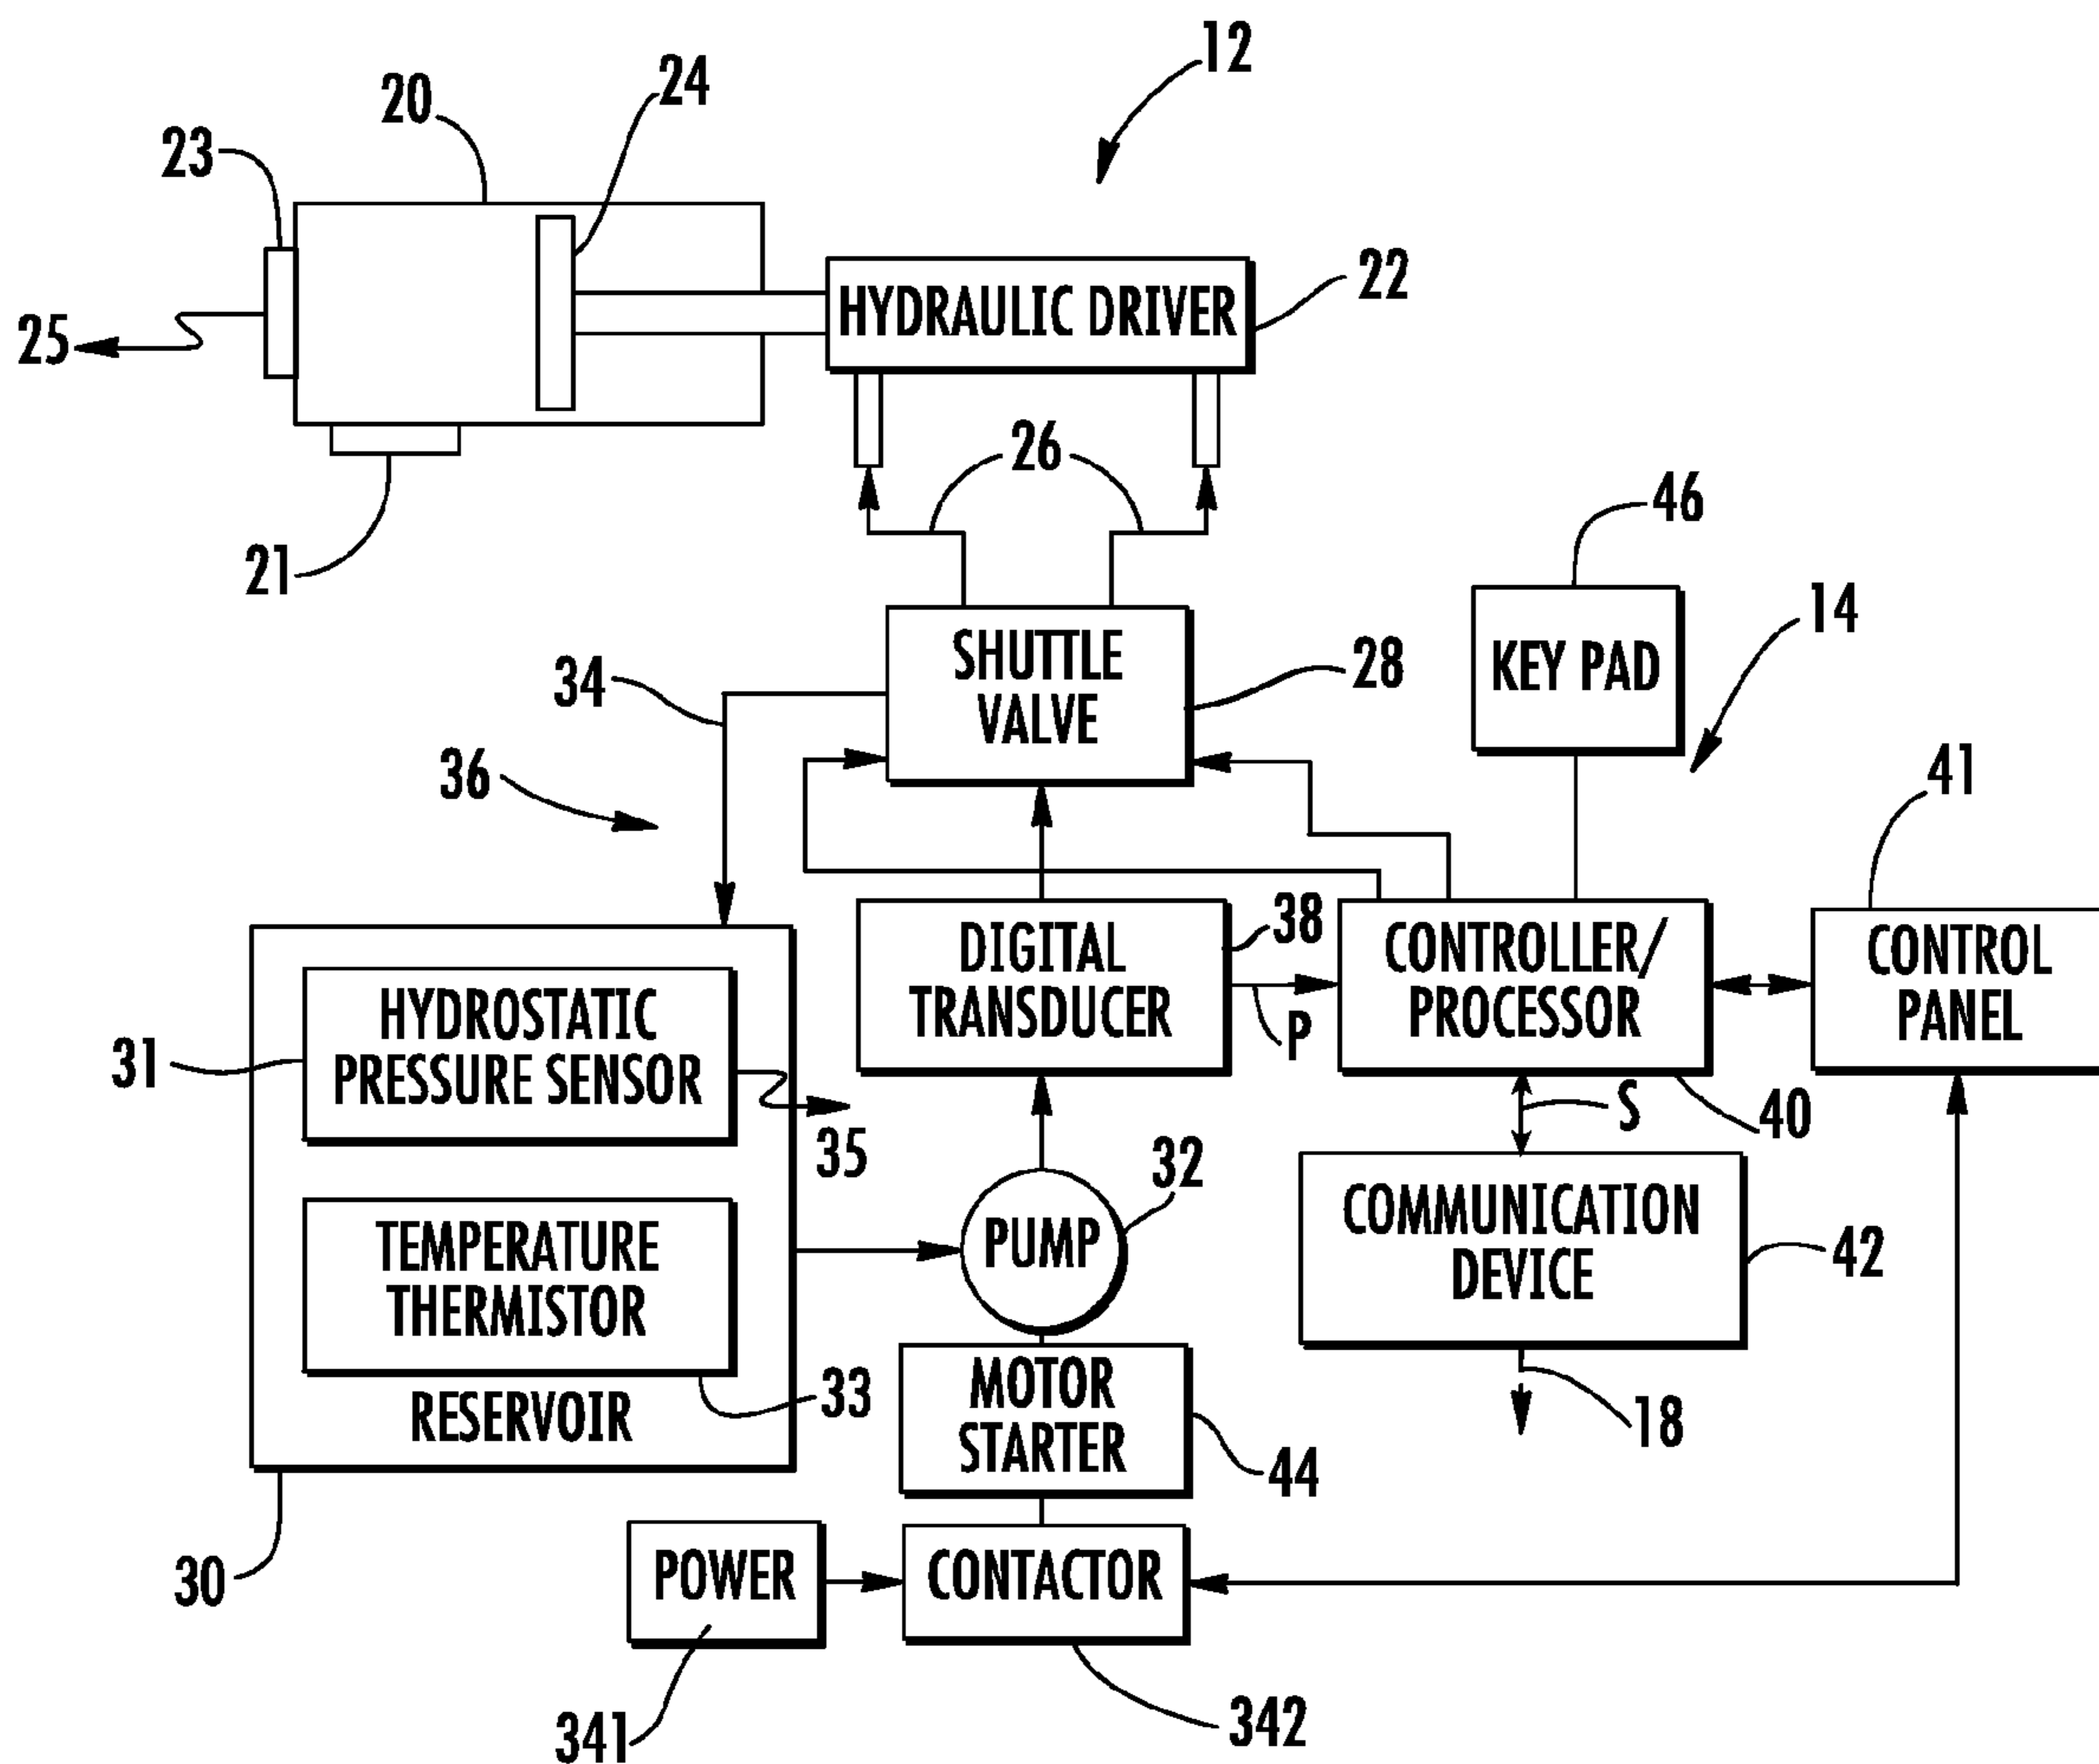 12
20
24
23
22
HYDRAULIC DRIVER
25
26
46
21
14
SHUTTLE
VALVE
KEY PAD
34
28
36
41
38
DIGITAL
TRANSDUCER
CONTROLLER/
PROCESSOR
CONTROL
PANEL
HYDROSTATIC
PRESSURE SENSOR
31
P
S
40
35
32
PUMP
COMMUNICATION
DEVICE
42
TEMPERATURE
THERMISTOR
33
RESERVOIR
MOTOR
STARTER
18
44
30
POWER
CONTACTOR
341
342